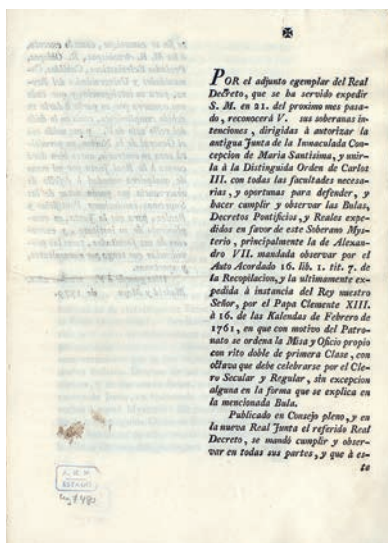 POR el adjunto egemplar del Real
Decreto, que se ha servido expedir
S. M. en 21. del proximo mes pasa-
do, reconocerá V. sus soberanas in-
tenciones, dirigidas à autorizar la
antigua Junta de la Inmaculada Con-
cepcion de Maria Santisima, y unir-
la à la Distinguida Orden de Carlos
III. con todas las facultades necesa-
rias, y oportunas para defender, y
hacer cumplir y observar las Bulas,
Decretos Pontificios, y Reales expe-
didos en favor de este Soberano Mys-
terio, principalmente la de Alexan-
dro VII. mandada observar por el
Auto Acordado 16. lib. 1. tit. 7. de
la Recopilacion, y la ultimamente ex-
pedida à instancia del Rey nuestro
Señor, por el Papa Clemente XIII.
à 16. de las Kalendas de Febrero de
1761, en que con motivo del Patro-
nato se ordena la Misa y Oficio propio
con rito doble de primera Clase, con
octava que debe celebrarse por el Cle-
ro Secular y Regular, sin excepcion
alguna en la forma que se explica en
la mencionada Bula.
Publicado en Consejo pleno, y en
la nueva Real Junta el referido Real
Decreto, se mandó cumplir y obser-
var en todas sus partes, y que à es-
te